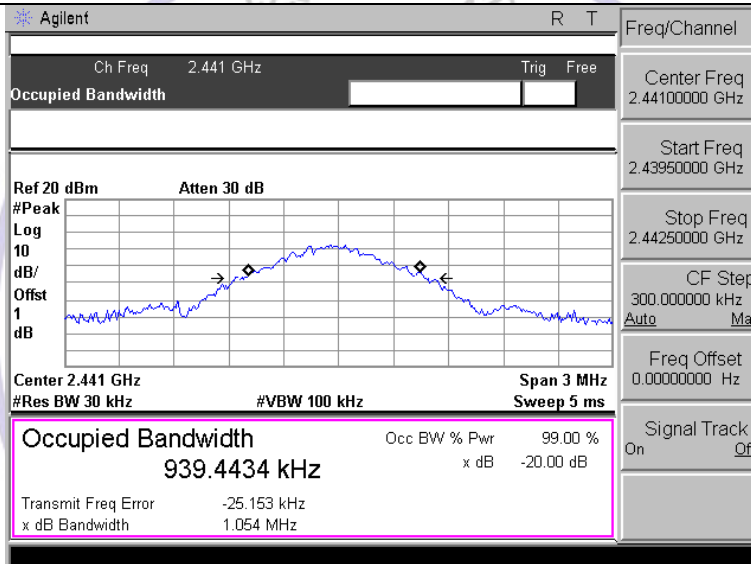 Agilent R T
Ch Freq 2.441 GHz Trig Free
Occupied Bandwidth
Ref 20 dBm Atten 30 dB
#Peak
Log
10
dB/
Offst
1
dB
Center 2.441 GHz Span 3 MHz
#Res BW 30 kHz #VBW 100 kHz Sweep 5 ms
Occupied Bandwidth Occ BW % Pwr 99.00 %
939.4434 kHz x dB -20.00 dB
Transmit Freq Error -25.153 kHz
x dB Bandwidth 1.054 MHz
Freq/Channel
Center Freq
2.44100000 GHz
Start Freq
2.43950000 GHz
Stop Freq
2.44250000 GHz
CF Step
300.000000 kHz
Auto Ma
Freq Offset
0.00000000 Hz
Signal Track
On Of